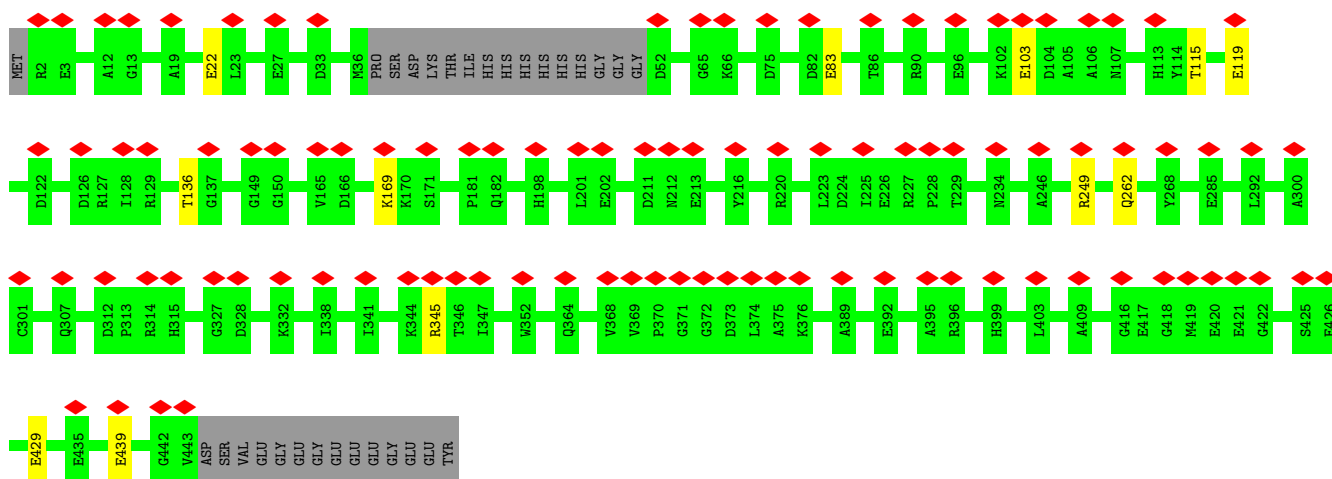 MET R2 E3 A12 G13 A19 E22 L23 E27 D33 M36 PRO SER ASP LYS THR ILE HIS HIS HIS HIS HIS HIS GLY GLY GLY D52 G65 K66 D75 D82 E83 T86 R90 E96 K102 E103 D104 A105 A106 N107 H113 Y114 T115 E119
D122 D126 R127 I128 R129 T136 G137 G149 G150 V165 D166 K169 K170 S171 P181 Q182 H198 L201 E202 D211 N212 E213 Y216 R220 L223 D224 I225 E226 R227 P228 T229 N234 A246 R249 Q262 Y268 E285 L292 A300
C301 Q307 D312 P313 R314 H315 G327 D328 K332 I338 I341 K344 R345 T346 I347 W352 Q364 V368 V369 P370 G371 G372 D373 L374 A375 K376 A389 E392 A395 R396 H399 L403 A409 G416 E417 G418 M419 E420 E421 G422 S425 E426
E429 E435 E439 G442 V443 ASP SER VAL GLU GLY GLU GLY GLU GLU GLU GLY GLU GLU TYR